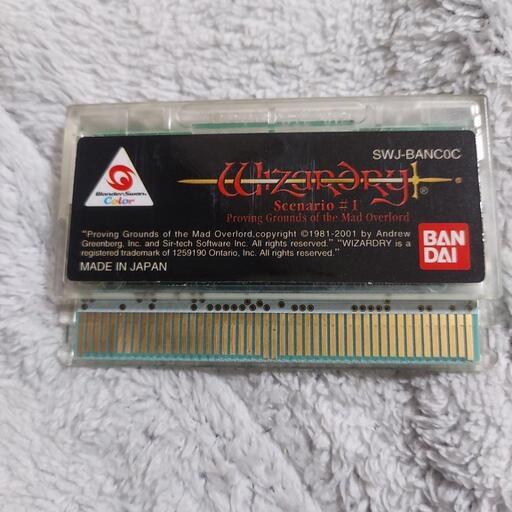 SWJ-BANC0C
WonderSwan
Color
WIZARDRY®
Scenario #1
Proving Grounds of the Mad Overlord
"Proving Grounds of the Mad Overlord,copyright ©1981-2001 by Andrew
Greenberg, Inc. and Sir-tech Software Inc. All rights reserved." "WIZARDRY is a
registered trademark of 1259190 Ontario, Inc. All rights reserved."
MADE IN JAPAN
BAN
DAI